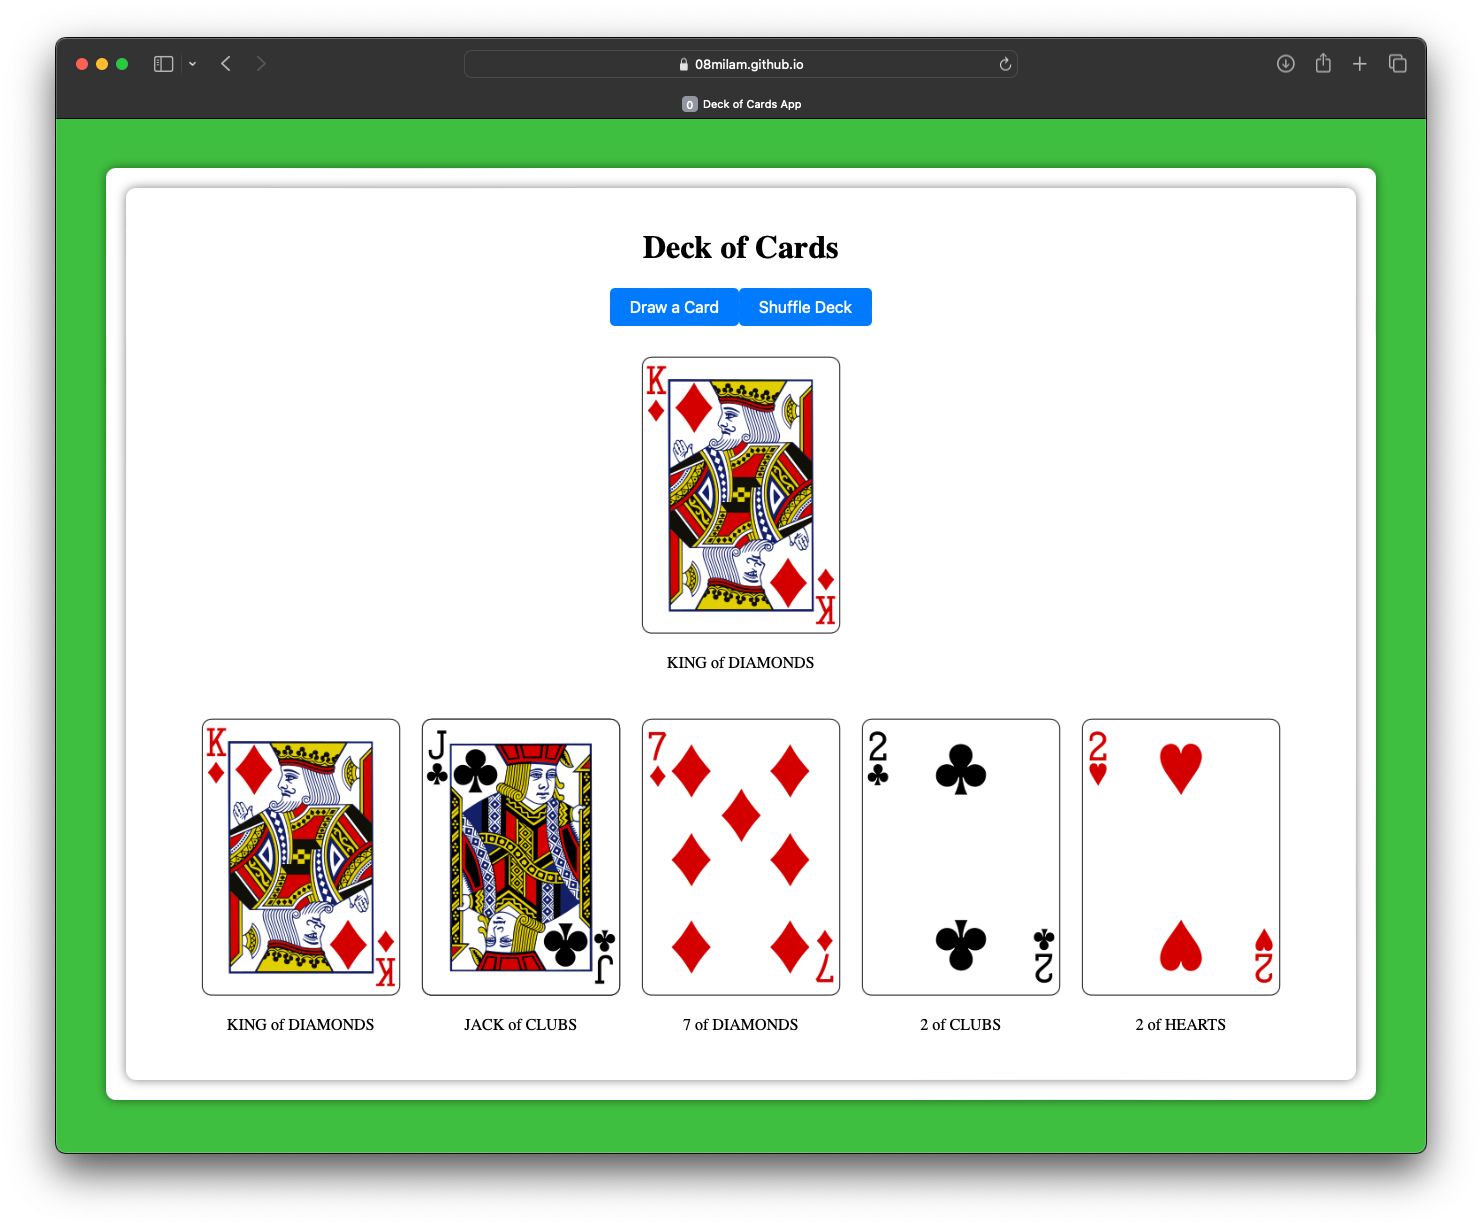 08milam.github.io
0 Deck of Cards App
Deck of Cards
Draw a Card Shuffle Deck
K
K
KING of DIAMONDS
K J 7 2 2
K J 7 2 2
KING of DIAMONDS JACK of CLUBS 7 of DIAMONDS 2 of CLUBS 2 of HEARTS